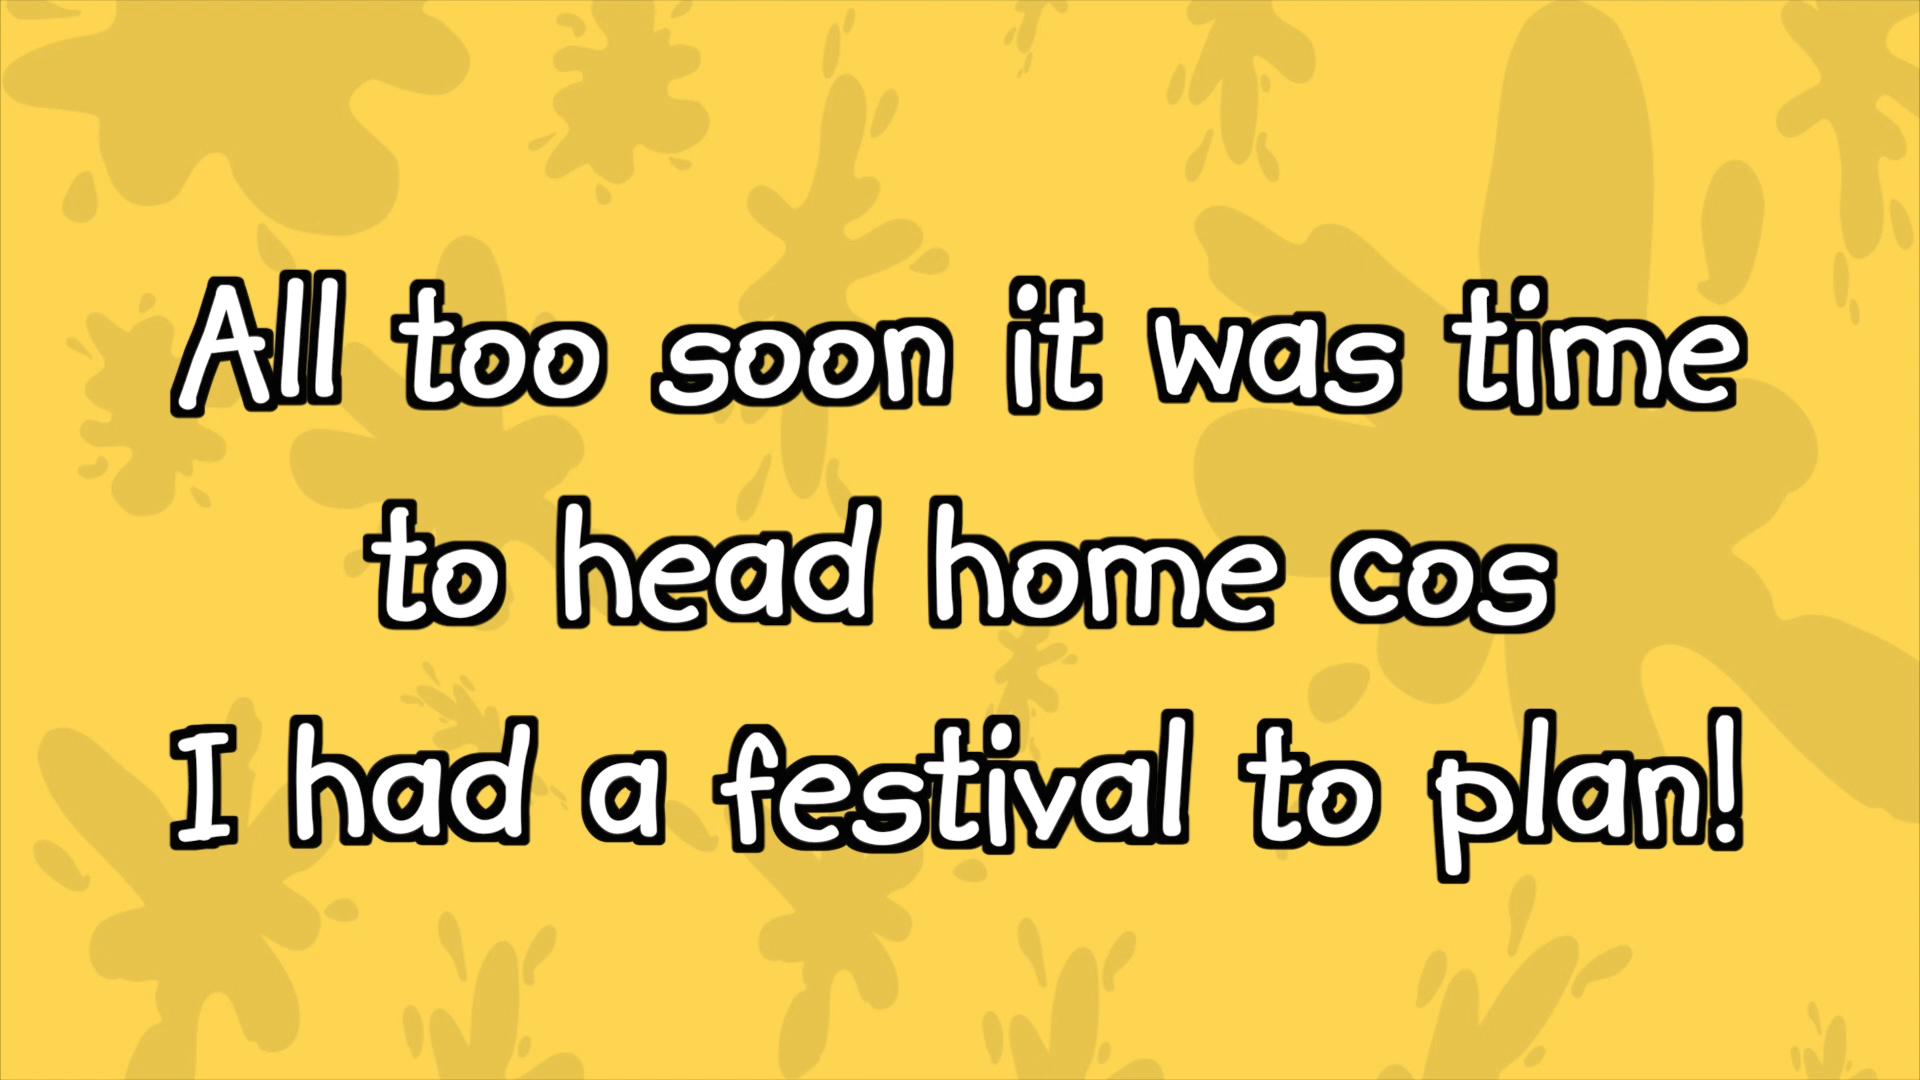 All too soon it was time
to head home cos
I had a festival to plan!